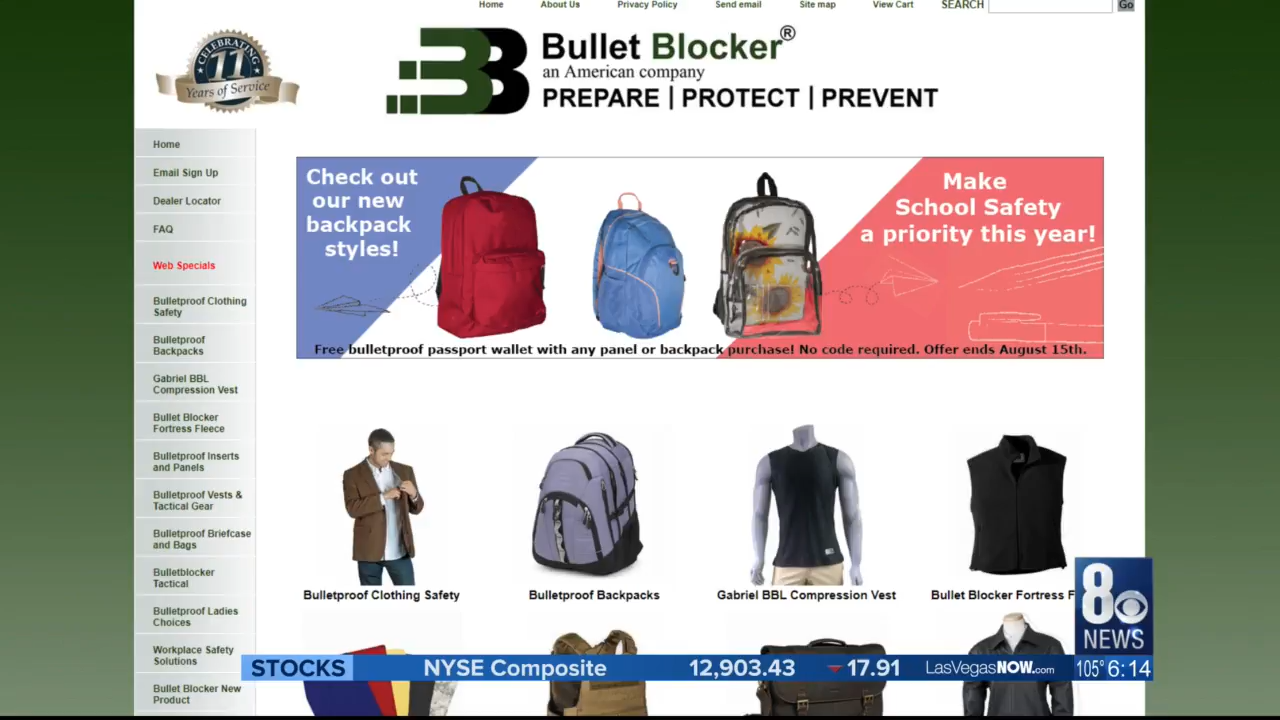 Home About Us Privacy Policy Send email Site map View Cart SEARCH Go
CELEBRATING
11
Years of Service
Bullet Blocker®
an American company
PREPARE | PROTECT | PREVENT
Home
Email Sign Up
Dealer Locator
FAQ
Web Specials
Bulletproof Clothing
Safety
Bulletproof
Backpacks
Gabriel BBL
Compression Vest
Bullet Blocker
Fortress Fleece
Bulletproof Inserts
and Panels
Bulletproof Vests &
Tactical Gear
Bulletproof Briefcase
and Bags
Bulletblocker
Tactical
Bulletproof Ladies
Choices
Workplace Safety
Solutions
Bullet Blocker New
Product
Check out
our new
backpack
styles!
Make
School Safety
a priority this year!
Free bulletproof passport wallet with any panel or backpack purchase! No code required. Offer ends August 15th.
Bulletproof Clothing Safety
Bulletproof Backpacks
Gabriel BBL Compression Vest
Bullet Blocker Fortress F
8
NEWS
STOCKS NYSE Composite 12,903.43 17.91 LasVegasNOW.com 105° 6:14